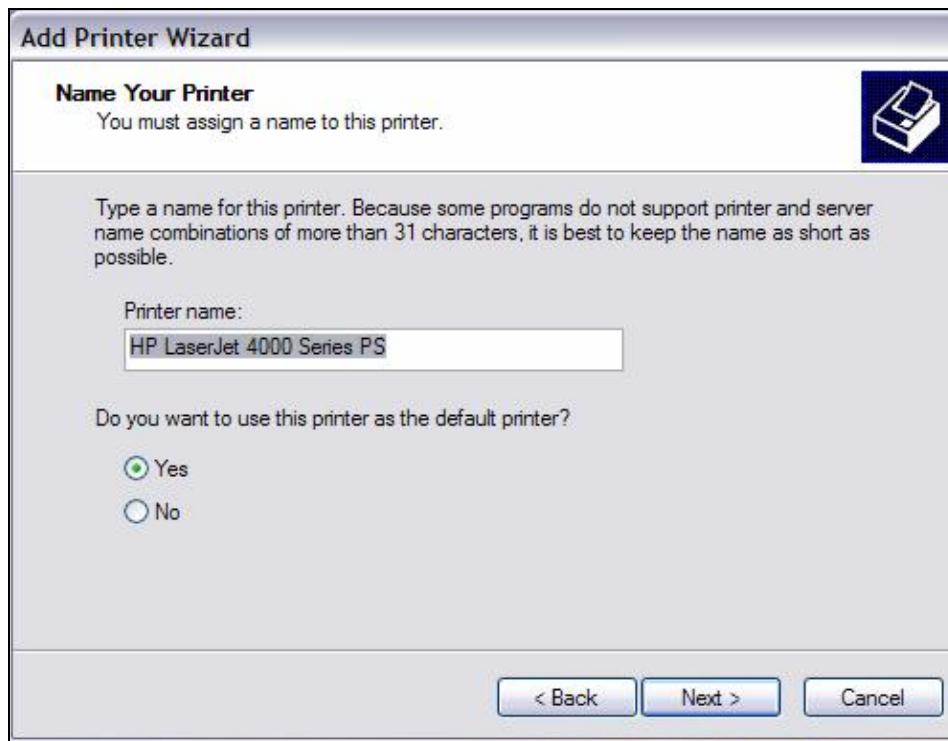 Add Printer Wizard
Name Your Printer
You must assign a name to this printer.
Type a name for this printer. Because some programs do not support printer and server
name combinations of more than 31 characters, it is best to keep the name as short as
possible.
Printer name:
HP LaserJet 4000 Series PS
Do you want to use this printer as the default printer?
Yes
No
< Back Next > Cancel